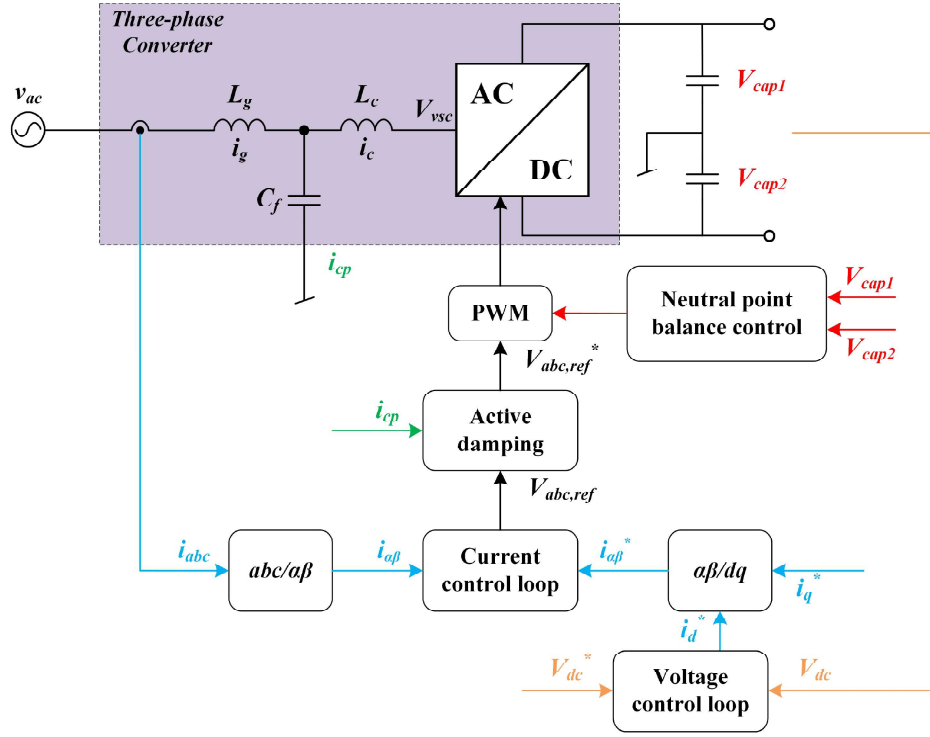 Three-phase
Converter
v_ac
L_g
i_g
L_c
i_c
V_vsc
AC
DC
C_f
i_cp
V_cap1
V_cap2
PWM
Neutral point
balance control
V_cap1
V_cap2
V_abc,ref*
i_cp
Active
damping
V_abc,ref
i_abc
abc/αβ
i_αβ
Current
control loop
i_αβ*
αβ/dq
i_q*
i_d*
V_dc*
Voltage
control loop
V_dc